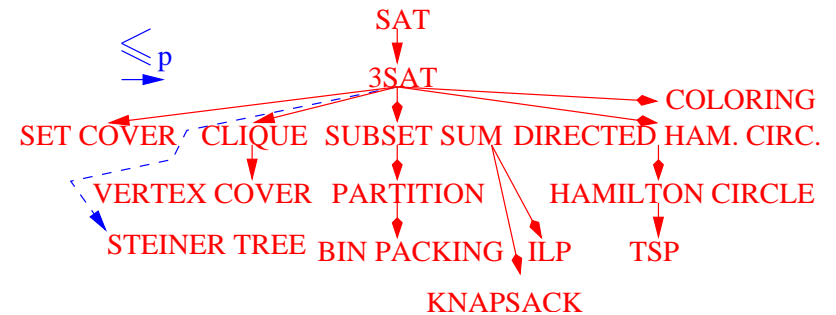 SAT
≤p
3SAT
COLORING
SET COVER CLIQUE SUBSET SUM DIRECTED HAM. CIRC.
VERTEX COVER PARTITION HAMILTON CIRCLE
STEINER TREE BIN PACKING ILP TSP
KNAPSACK